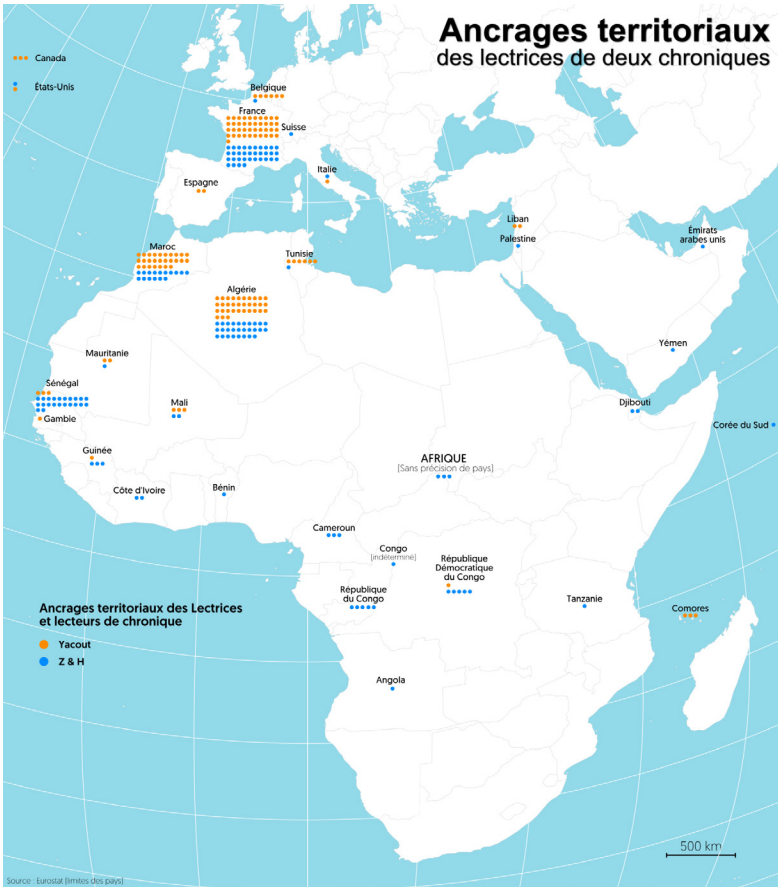 Ancrages territoriaux
des lectrices de deux chroniques
Canada
États-Unis
Belgique
France
Suisse
Italie
Espagne
Liban
Palestine
Émirats
arabes unis
Maroc
Tunisie
Algérie
Yémen
Mauritanie
Sénégal
Gambie
Mali
Djibouti
Corée du Sud
Guinée
AFRIQUE
(Sans précision de pays)
Côte d'Ivoire
Bénin
Cameroun
Congo
(indéterminé)
République
Démocratique
du Congo
République
du Congo
Tanzanie
Comores
Ancrages territoriaux des Lectrices
et lecteurs de chronique
Yacout
Z & H
Angola
500 km
Source : Eurostat (limites des pays)